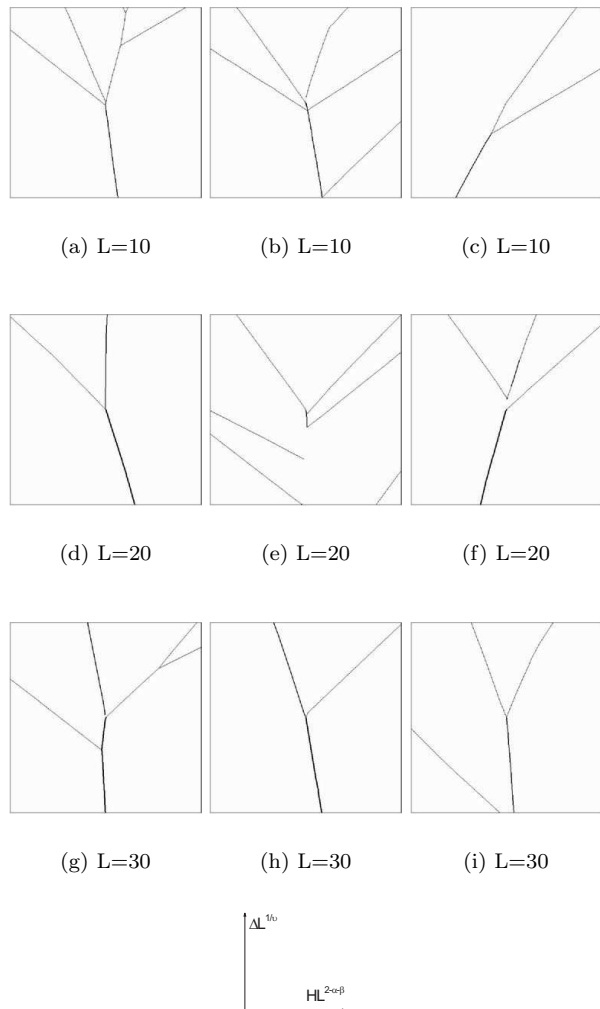 (a) L=10 (b) L=10 (c) L=10
(d) L=20 (e) L=20 (f) L=20
(g) L=30 (h) L=30 (i) L=30
ΔL^{1/υ}
HL^{2-α-β}